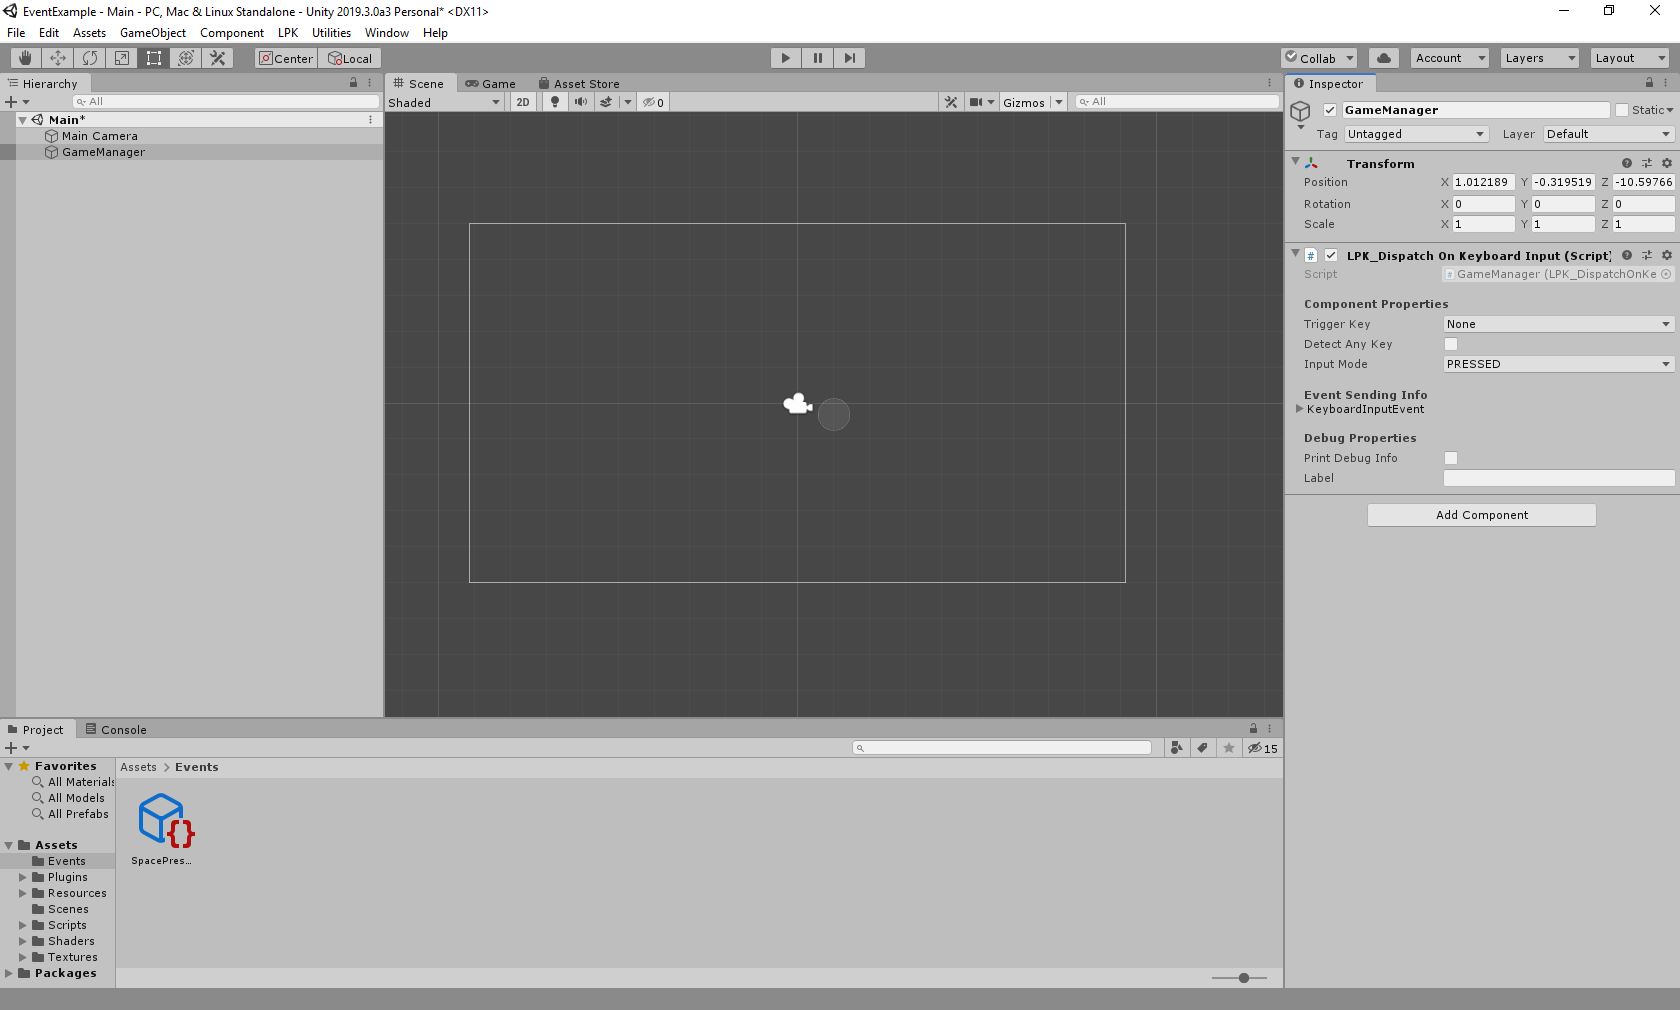 EventExample - Main - PC, Mac & Linux Standalone - Unity 2019.3.0a3 Personal* <DX11>
File Edit Assets GameObject Component LPK Utilities Window Help
Center Local Collab Account Layers Layout
Hierarchy
All
Main*
Main Camera
GameManager
Scene Game Asset Store
Shaded 2D 0 Gizmos All
Inspector
GameManager Static
Tag Untagged Layer Default
Transform
Position X 1.012189 Y -0.319519 Z -10.59766
Rotation X 0 Y 0 Z 0
Scale X 1 Y 1 Z 1
# LPK_Dispatch On Keyboard Input (Script)
Script # GameManager (LPK_DispatchOnKe
Component Properties
Trigger Key None
Detect Any Key
Input Mode PRESSED
Event Sending Info
KeyboardInputEvent
Debug Properties
Print Debug Info
Label
Add Component
Project Console
15
Favorites
All Materials
All Models
All Prefabs
Assets
Events
Plugins
Resources
Scenes
Scripts
Shaders
Textures
Packages
Assets > Events
{}
SpacePres...